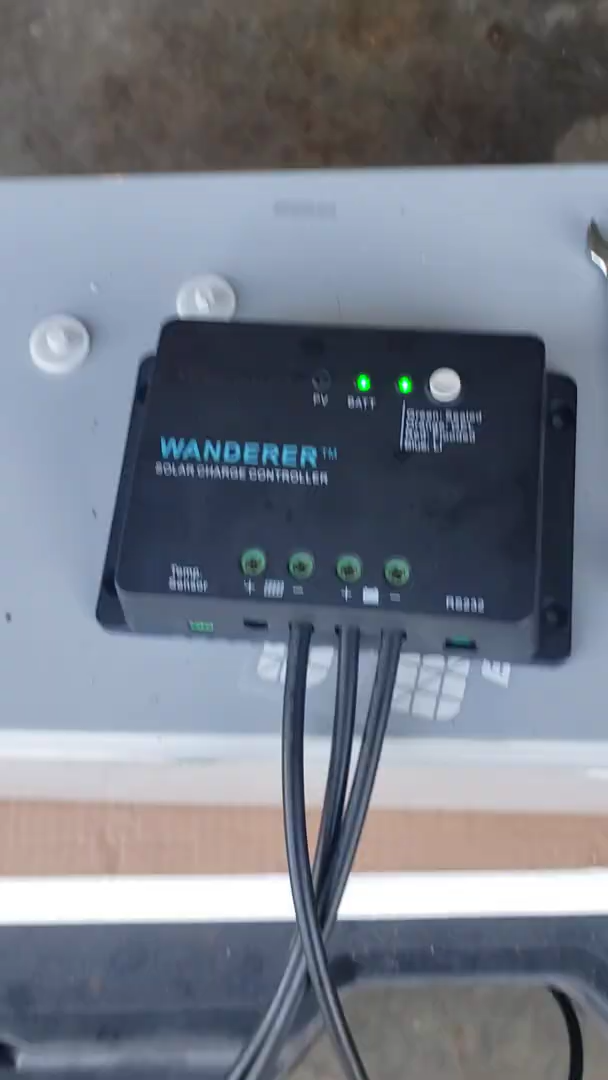 PV BATT
Green: Sealed
WANDERER™
SOLAR CHARGE CONTROLLER
Temp.
Sensor
+ - + -
RS232